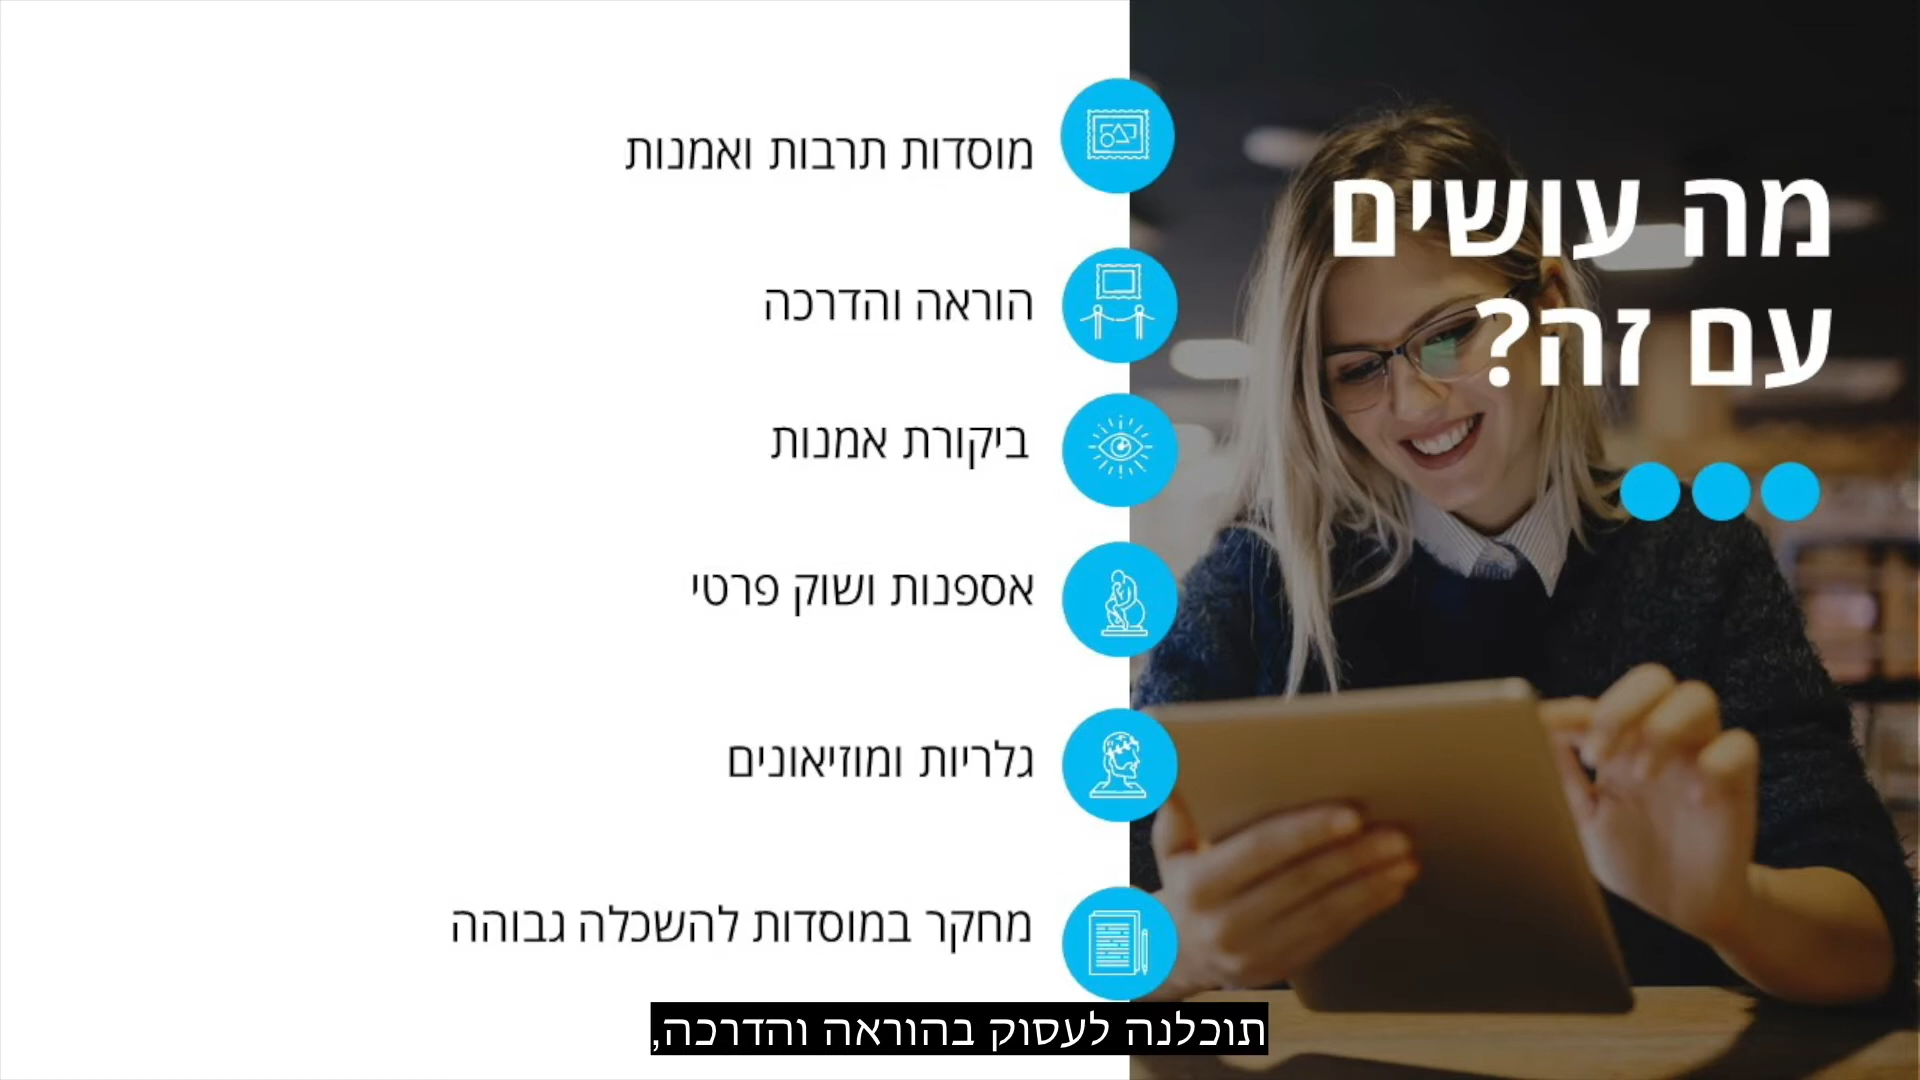 מה עושים
עם זה?
מוסדות תרבות ואמנות
הוראה והדרכה
ביקורת אמנות
אספנות ושוק פרטי
גלריות ומוזיאונים
מחקר במוסדות להשכלה גבוהה
תוכלנה לעסוק בהוראה והדרכה,